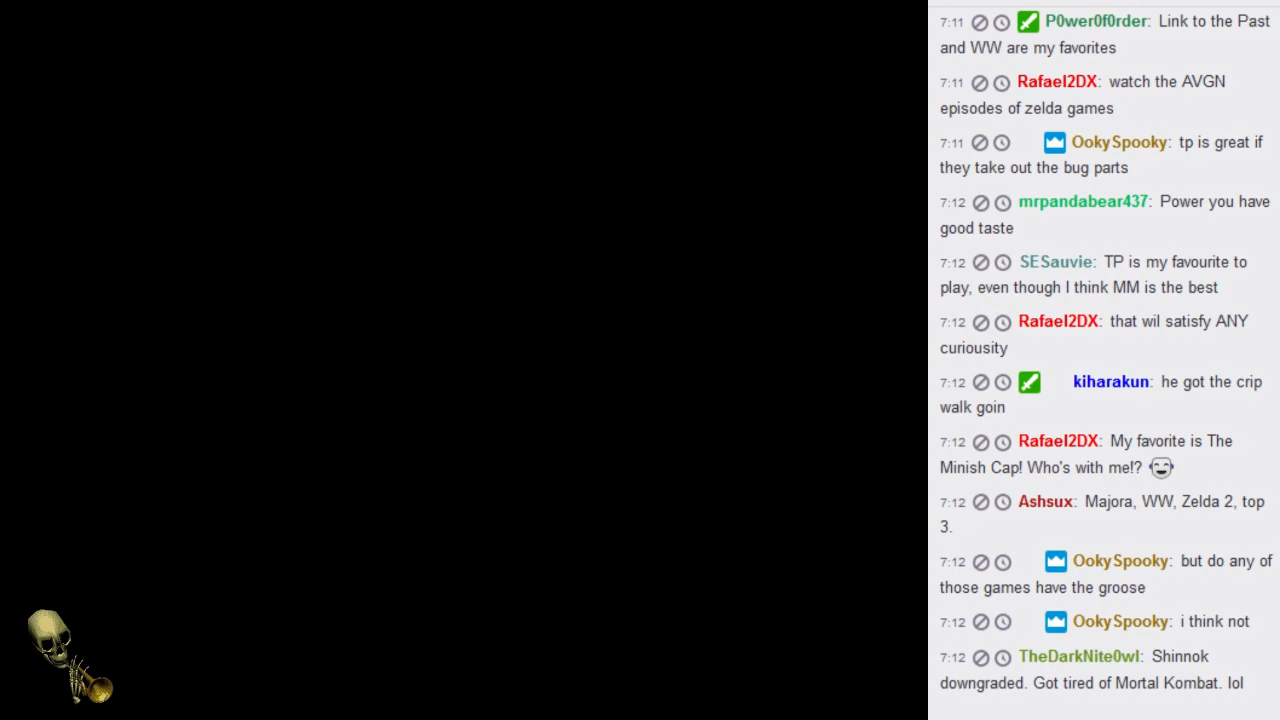 7:11 P0wer0f0rder: Link to the Past
and WW are my favorites
7:11 Rafael2DX: watch the AVGN
episodes of zelda games
7:11 OokySpooky: tp is great if
they take out the bug parts
7:12 mrpandabear437: Power you have
good taste
7:12 SESauvie: TP is my favourite to
play, even though I think MM is the best
7:12 Rafael2DX: that wil satisfy ANY
curiousity
7:12 kiharakun: he got the crip
walk goin
7:12 Rafael2DX: My favorite is The
Minish Cap! Who's with me!?
7:12 Ashsux: Majora, WW, Zelda 2, top
3.
7:12 OokySpooky: but do any of
those games have the groose
7:12 OokySpooky: i think not
7:12 TheDarkNite0wl: Shinnok
downgraded. Got tired of Mortal Kombat. lol